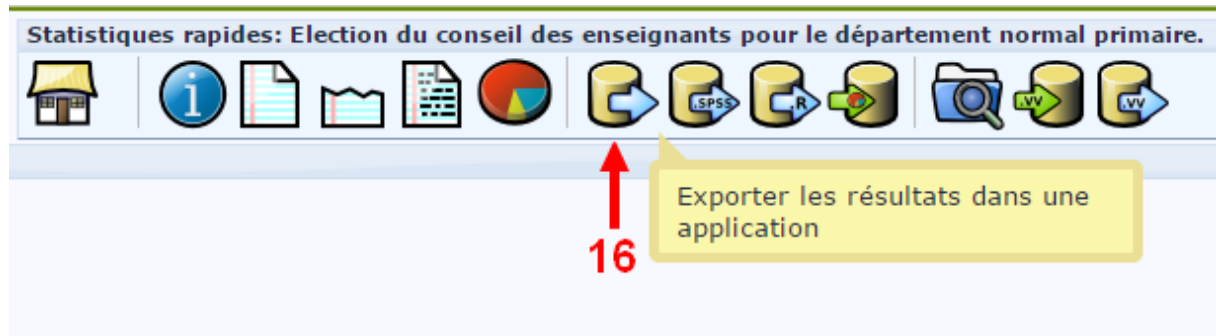 Statistiques rapides: Election du conseil des enseignants pour le département normal primaire.
i .SPSS .R .VV .VV
Exporter les résultats dans une
application
16